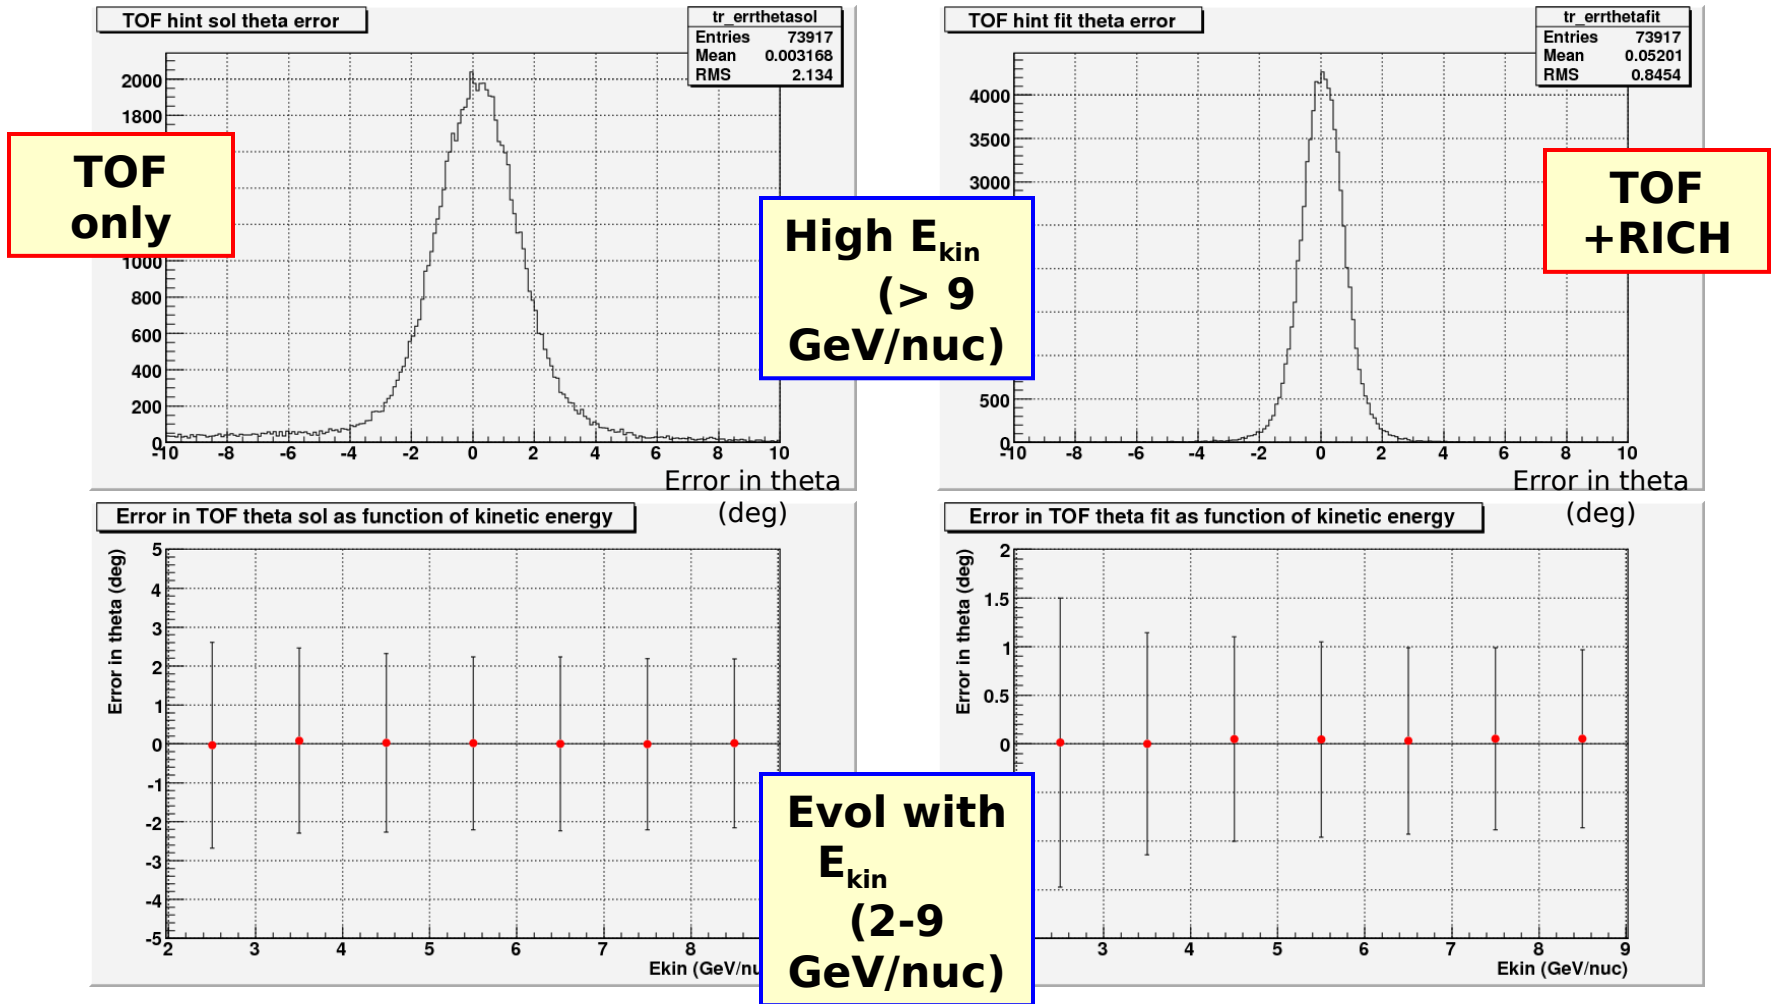 TOF hint sol theta error
tr_errthetasol
Entries 73917
Mean 0.003168
RMS 2.134
2000
1800
1000
800
600
400
200
0
-10 -8 -6 -4 -2 0 2 4 6 8 10
Error in theta
(deg)
TOF
only
TOF hint fit theta error
tr_errthetafit
Entries 73917
Mean 0.05201
RMS 0.8454
4000
3500
3000
500
0
-10 -8 -6 -4 -2 0 2 4 6 8 10
Error in theta
(deg)
TOF
+RICH
High Ekin
(> 9
GeV/nuc)
Error in TOF theta sol as function of kinetic energy
Error in theta (deg)
5
4
3
2
1
0
-1
-2
-3
-4
-5
2 3 4 5 6 7 8
Ekin (GeV/nu
Error in TOF theta fit as function of kinetic energy
Error in theta (deg)
2
1.5
1
0.5
0
3 4 5 6 7 8 9
Ekin (GeV/nuc)
Evol with
Ekin
(2-9
GeV/nuc)